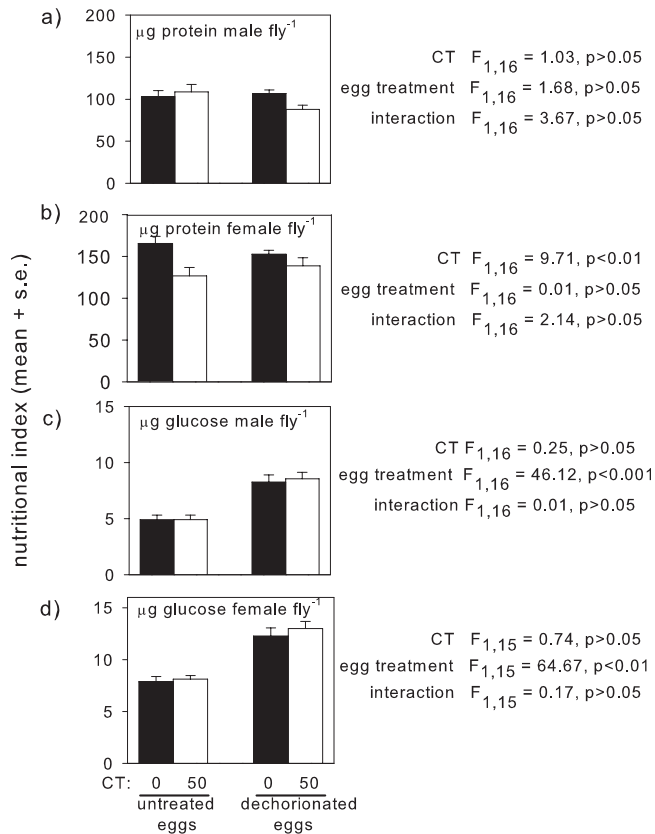 a)
µg protein male fly⁻¹
200
150
100
50
0
CT F1,16 = 1.03, p>0.05
egg treatment F1,16 = 1.68, p>0.05
interaction F1,16 = 3.67, p>0.05
b)
µg protein female fly⁻¹
200
150
100
50
0
CT F1,16 = 9.71, p<0.01
egg treatment F1,16 = 0.01, p>0.05
interaction F1,16 = 2.14, p>0.05
nutritional index (mean + s.e.)
c)
µg glucose male fly⁻¹
15
10
5
0
CT F1,16 = 0.25, p>0.05
egg treatment F1,16 = 46.12, p<0.001
interaction F1,16 = 0.01, p>0.05
d)
µg glucose female fly⁻¹
15
10
5
0
CT F1,15 = 0.74, p>0.05
egg treatment F1,15 = 64.67, p<0.01
interaction F1,15 = 0.17, p>0.05
CT: 0 50 0 50
untreated eggs
dechorionated eggs